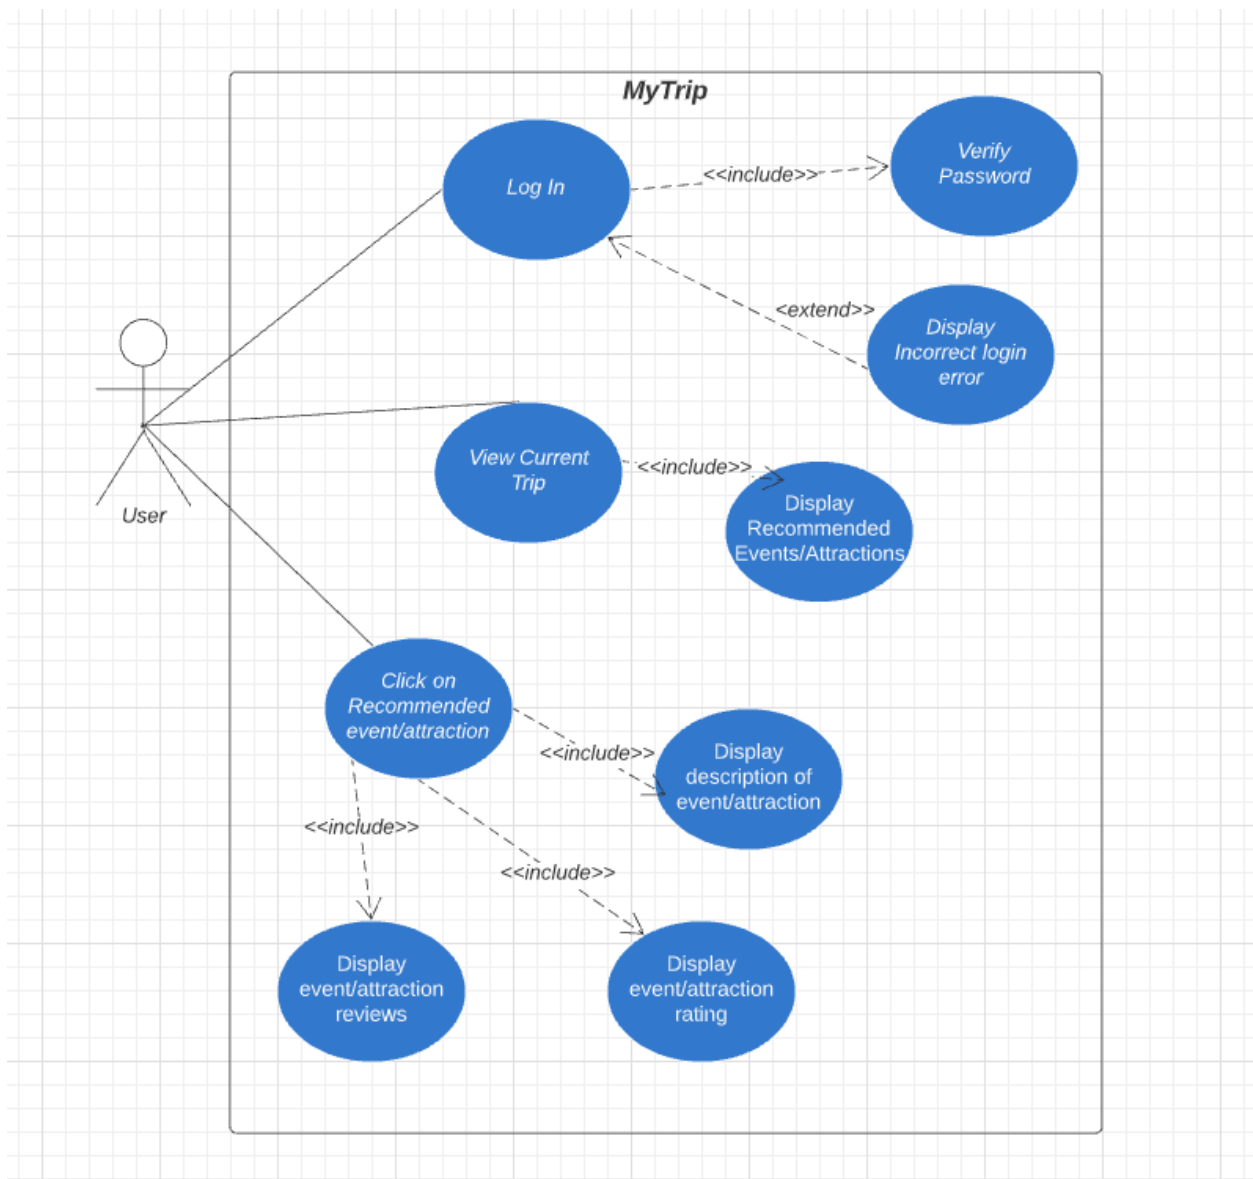 MyTrip
Log In
<<include>>
Verify
Password
<extend>>
Display
Incorrect login
error
User
View Current
Trip
<<include>>
Display
Recommended
Events/Attractions
Click on
Recommended
event/attraction
<<include>>
Display
description of
event/attraction
<<include>>
<<include>>
Display
event/attraction
reviews
Display
event/attraction
rating